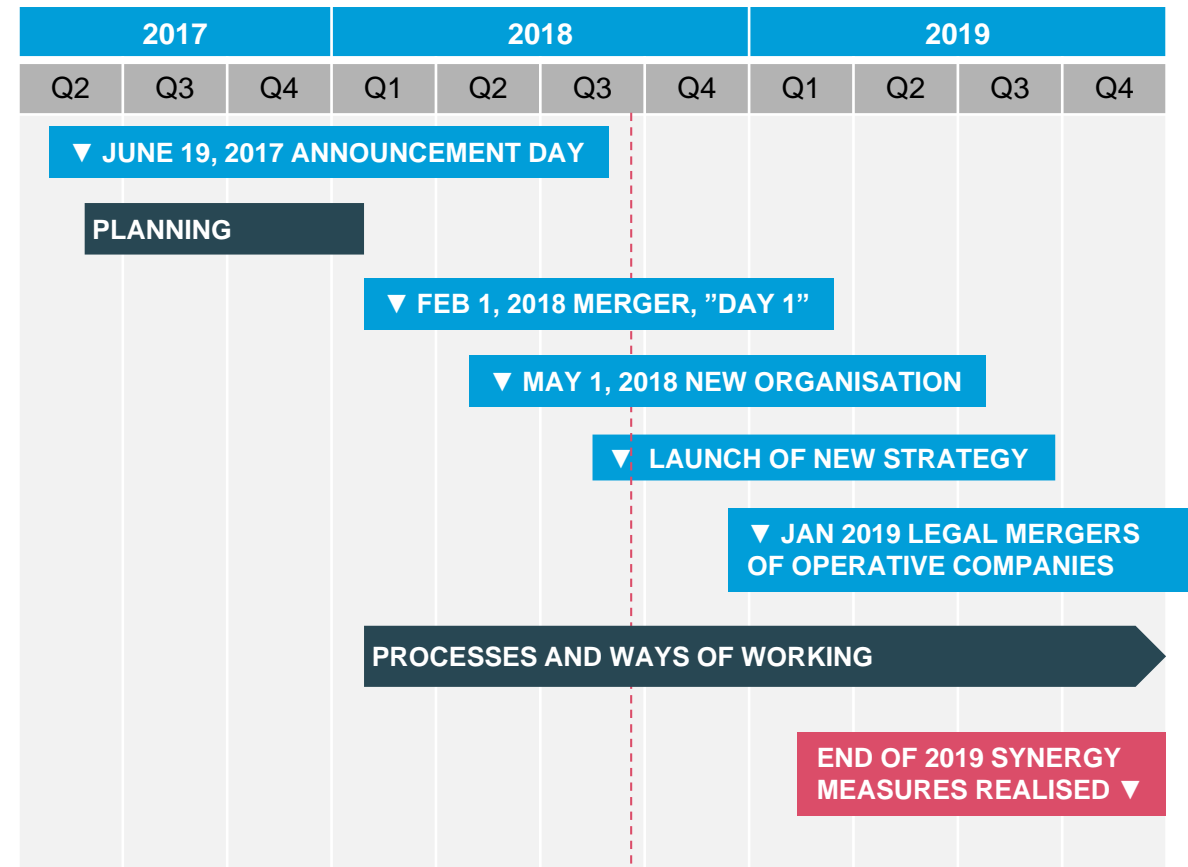 2017 2018 2019
Q2 Q3 Q4 Q1 Q2 Q3 Q4 Q1 Q2 Q3 Q4
▼ JUNE 19, 2017 ANNOUNCEMENT DAY
PLANNING
▼ FEB 1, 2018 MERGER, ”DAY 1”
▼ MAY 1, 2018 NEW ORGANISATION
▼ LAUNCH OF NEW STRATEGY
▼ JAN 2019 LEGAL MERGERS
OF OPERATIVE COMPANIES
PROCESSES AND WAYS OF WORKING
END OF 2019 SYNERGY
MEASURES REALISED ▼